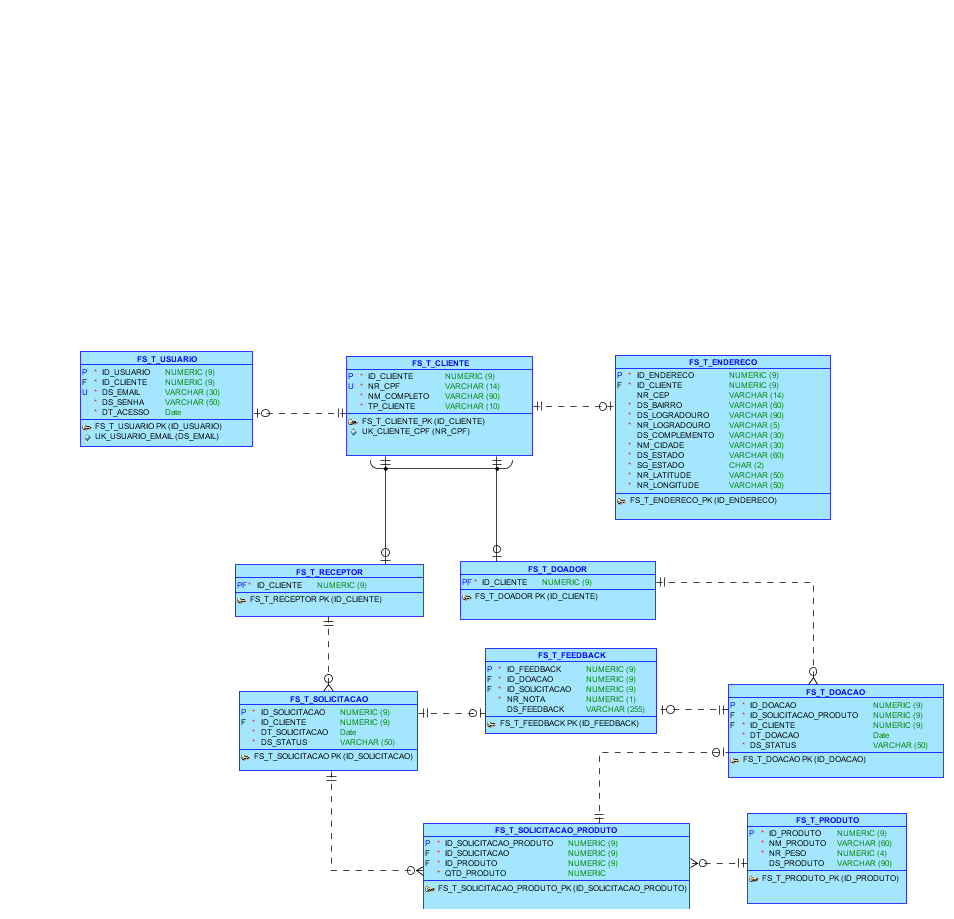 FS_T_USUARIO
P * ID_USUARIO NUMERIC (9)
F * ID_CLIENTE NUMERIC (9)
U * DS_EMAIL VARCHAR (30)
* DS_SENHA VARCHAR (50)
* DT_ACESSO Date
FS_T_USUARIO PK (ID_USUARIO)
UK_USUARIO_EMAIL (DS_EMAIL)
FS_T_CLIENTE
P * ID_CLIENTE NUMERIC (9)
U * NR_CPF VARCHAR (14)
* NM_COMPLETO VARCHAR (90)
* TP_CLIENTE VARCHAR (10)
FS_T_CLIENTE_PK (ID_CLIENTE)
UK_CLIENTE_CPF (NR_CPF)
FS_T_ENDERECO
P * ID_ENDERECO NUMERIC (9)
F * ID_CLIENTE NUMERIC (9)
NR_CEP VARCHAR (14)
* DS_BAIRRO VARCHAR (60)
* DS_LOGRADOURO VARCHAR (90)
* NR_LOGRADOURO VARCHAR (5)
DS_COMPLEMENTO VARCHAR (30)
* NM_CIDADE VARCHAR (30)
* DS_ESTADO VARCHAR (60)
* SG_ESTADO CHAR (2)
* NR_LATITUDE VARCHAR (50)
* NR_LONGITUDE VARCHAR (50)
FS_T_ENDERECO_PK (ID_ENDERECO)
FS_T_RECEPTOR
PF * ID_CLIENTE NUMERIC (9)
FS_T_RECEPTOR PK (ID_CLIENTE)
FS_T_DOADOR
PF * ID_CLIENTE NUMERIC (9)
FS_T_DOADOR PK (ID_CLIENTE)
FS_T_FEEDBACK
P * ID_FEEDBACK NUMERIC (9)
F * ID_DOACAO NUMERIC (9)
F * ID_SOLICITACAO NUMERIC (9)
* NR_NOTA NUMERIC (1)
DS_FEEDBACK VARCHAR (255)
FS_T_FEEDBACK PK (ID_FEEDBACK)
FS_T_SOLICITACAO
P * ID_SOLICITACAO NUMERIC (9)
F * ID_CLIENTE NUMERIC (9)
* DT_SOLICITACAO Date
* DS_STATUS VARCHAR (50)
FS_T_SOLICITACAO PK (ID_SOLICITACAO)
FS_T_DOACAO
P * ID_DOACAO NUMERIC (9)
F * ID_SOLICITACAO_PRODUTO NUMERIC (9)
F * ID_CLIENTE NUMERIC (9)
* DT_DOACAO Date
* DS_STATUS VARCHAR (50)
FS_T_DOACAO PK (ID_DOACAO)
FS_T_SOLICITACAO_PRODUTO
P * ID_SOLICITACAO_PRODUTO NUMERIC (9)
F * ID_SOLICITACAO NUMERIC (9)
F * ID_PRODUTO NUMERIC (9)
* QTD_PRODUTO NUMERIC
FS_T_SOLICITACAO_PRODUTO_PK (ID_SOLICITACAO_PRODUTO)
FS_T_PRODUTO
P * ID_PRODUTO NUMERIC (9)
* NM_PRODUTO VARCHAR (60)
* NR_PESO NUMERIC (4)
DS_PRODUTO VARCHAR (90)
FS_T_PRODUTO_PK (ID_PRODUTO)